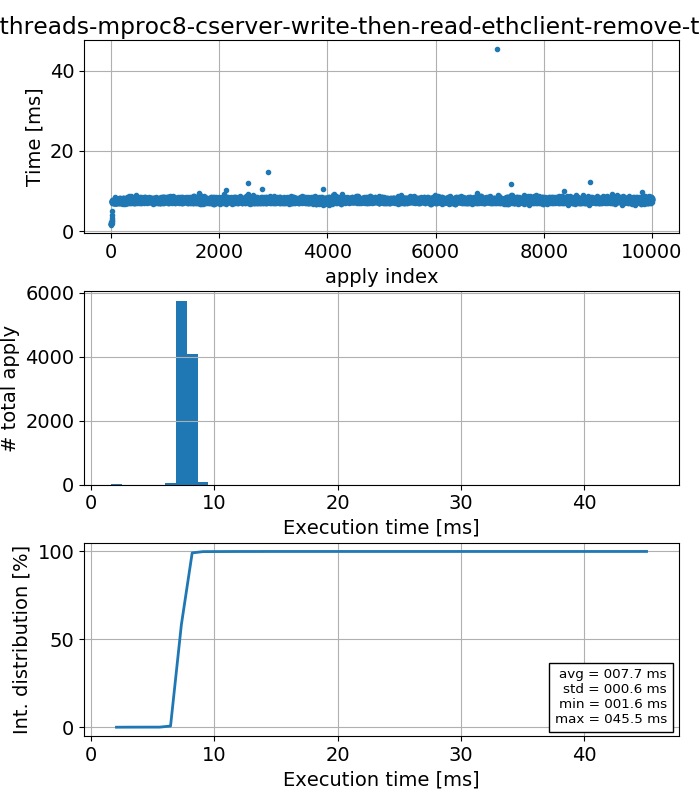 threads-mproc8-cserver-write-then-read-ethclient-remove-t
Time [ms]
40
20
0
0 2000 4000 6000 8000 10000
apply index
# total apply
6000
4000
2000
0
0 10 20 30 40
Execution time [ms]
Int. distribution [%]
100
50
0
avg = 007.7 ms
std = 000.6 ms
min = 001.6 ms
max = 045.5 ms
0 10 20 30 40
Execution time [ms]